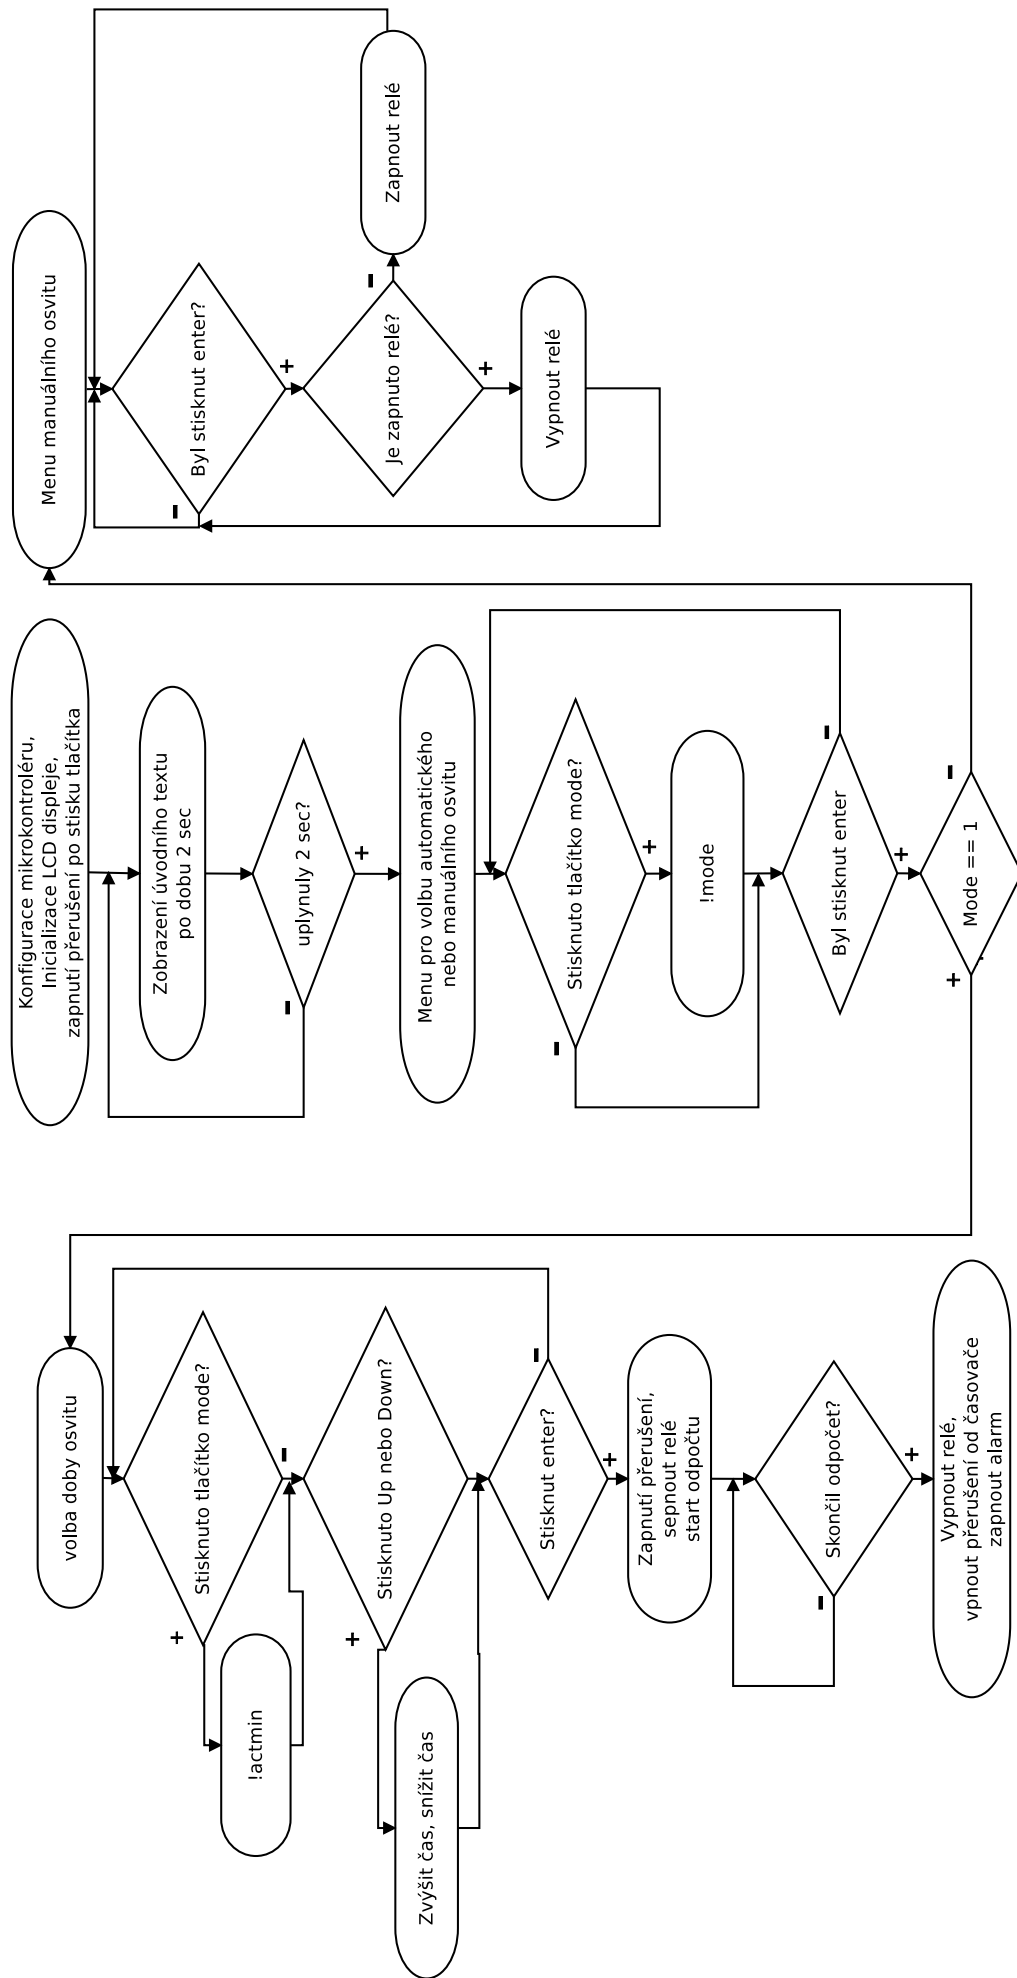 volba doby osvitu
Stisknuto tlačítko mode?
-
+
!actmin
Stisknuto Up nebo Down?
+
Zvýšit čas, snížit čas
Stisknut enter?
-
+
Zapnutí přerušení,
sepnout relé
start odpočtu
Skončil odpočet?
-
+
Vypnout relé,
vpnout přerušení od časovače
zapnout alarm
Konfigurace mikrokontroléru,
Inicializace LCD displeje,
zapnutí přerušení po stisku tlačítka
Zobrazení úvodního textu
po dobu 2 sec
uplynuly 2 sec?
-
+
Menu pro volbu automatického
nebo manuálního osvitu
Stisknuto tlačítko mode?
-
+
!mode
Byl stisknut enter
-
+
Mode == 1
+
-
Menu manuálního osvitu
Byl stisknut enter?
-
+
Je zapnuto relé?
-
+
Zapnout relé
Vypnout relé